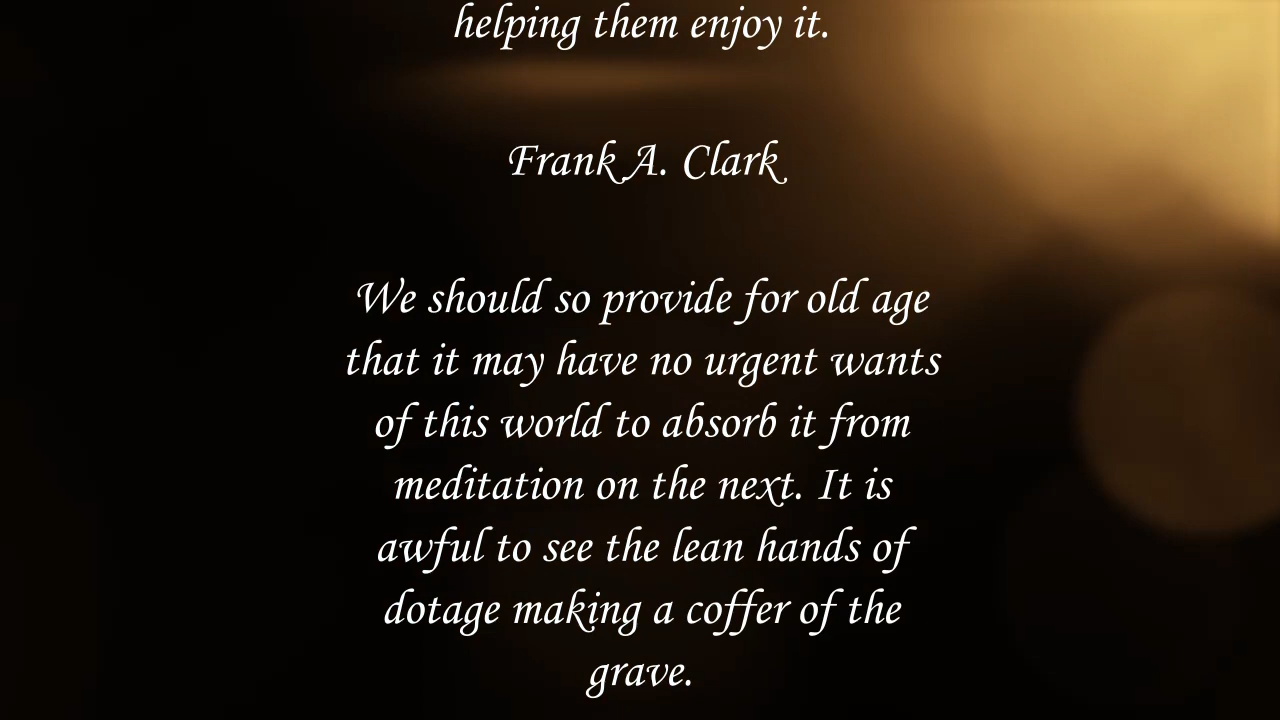 helping them enjoy it.
Frank A. Clark
We should so provide for old age
that it may have no urgent wants
of this world to absorb it from
meditation on the next. It is
awful to see the lean hands of
dotage making a coffer of the
grave.